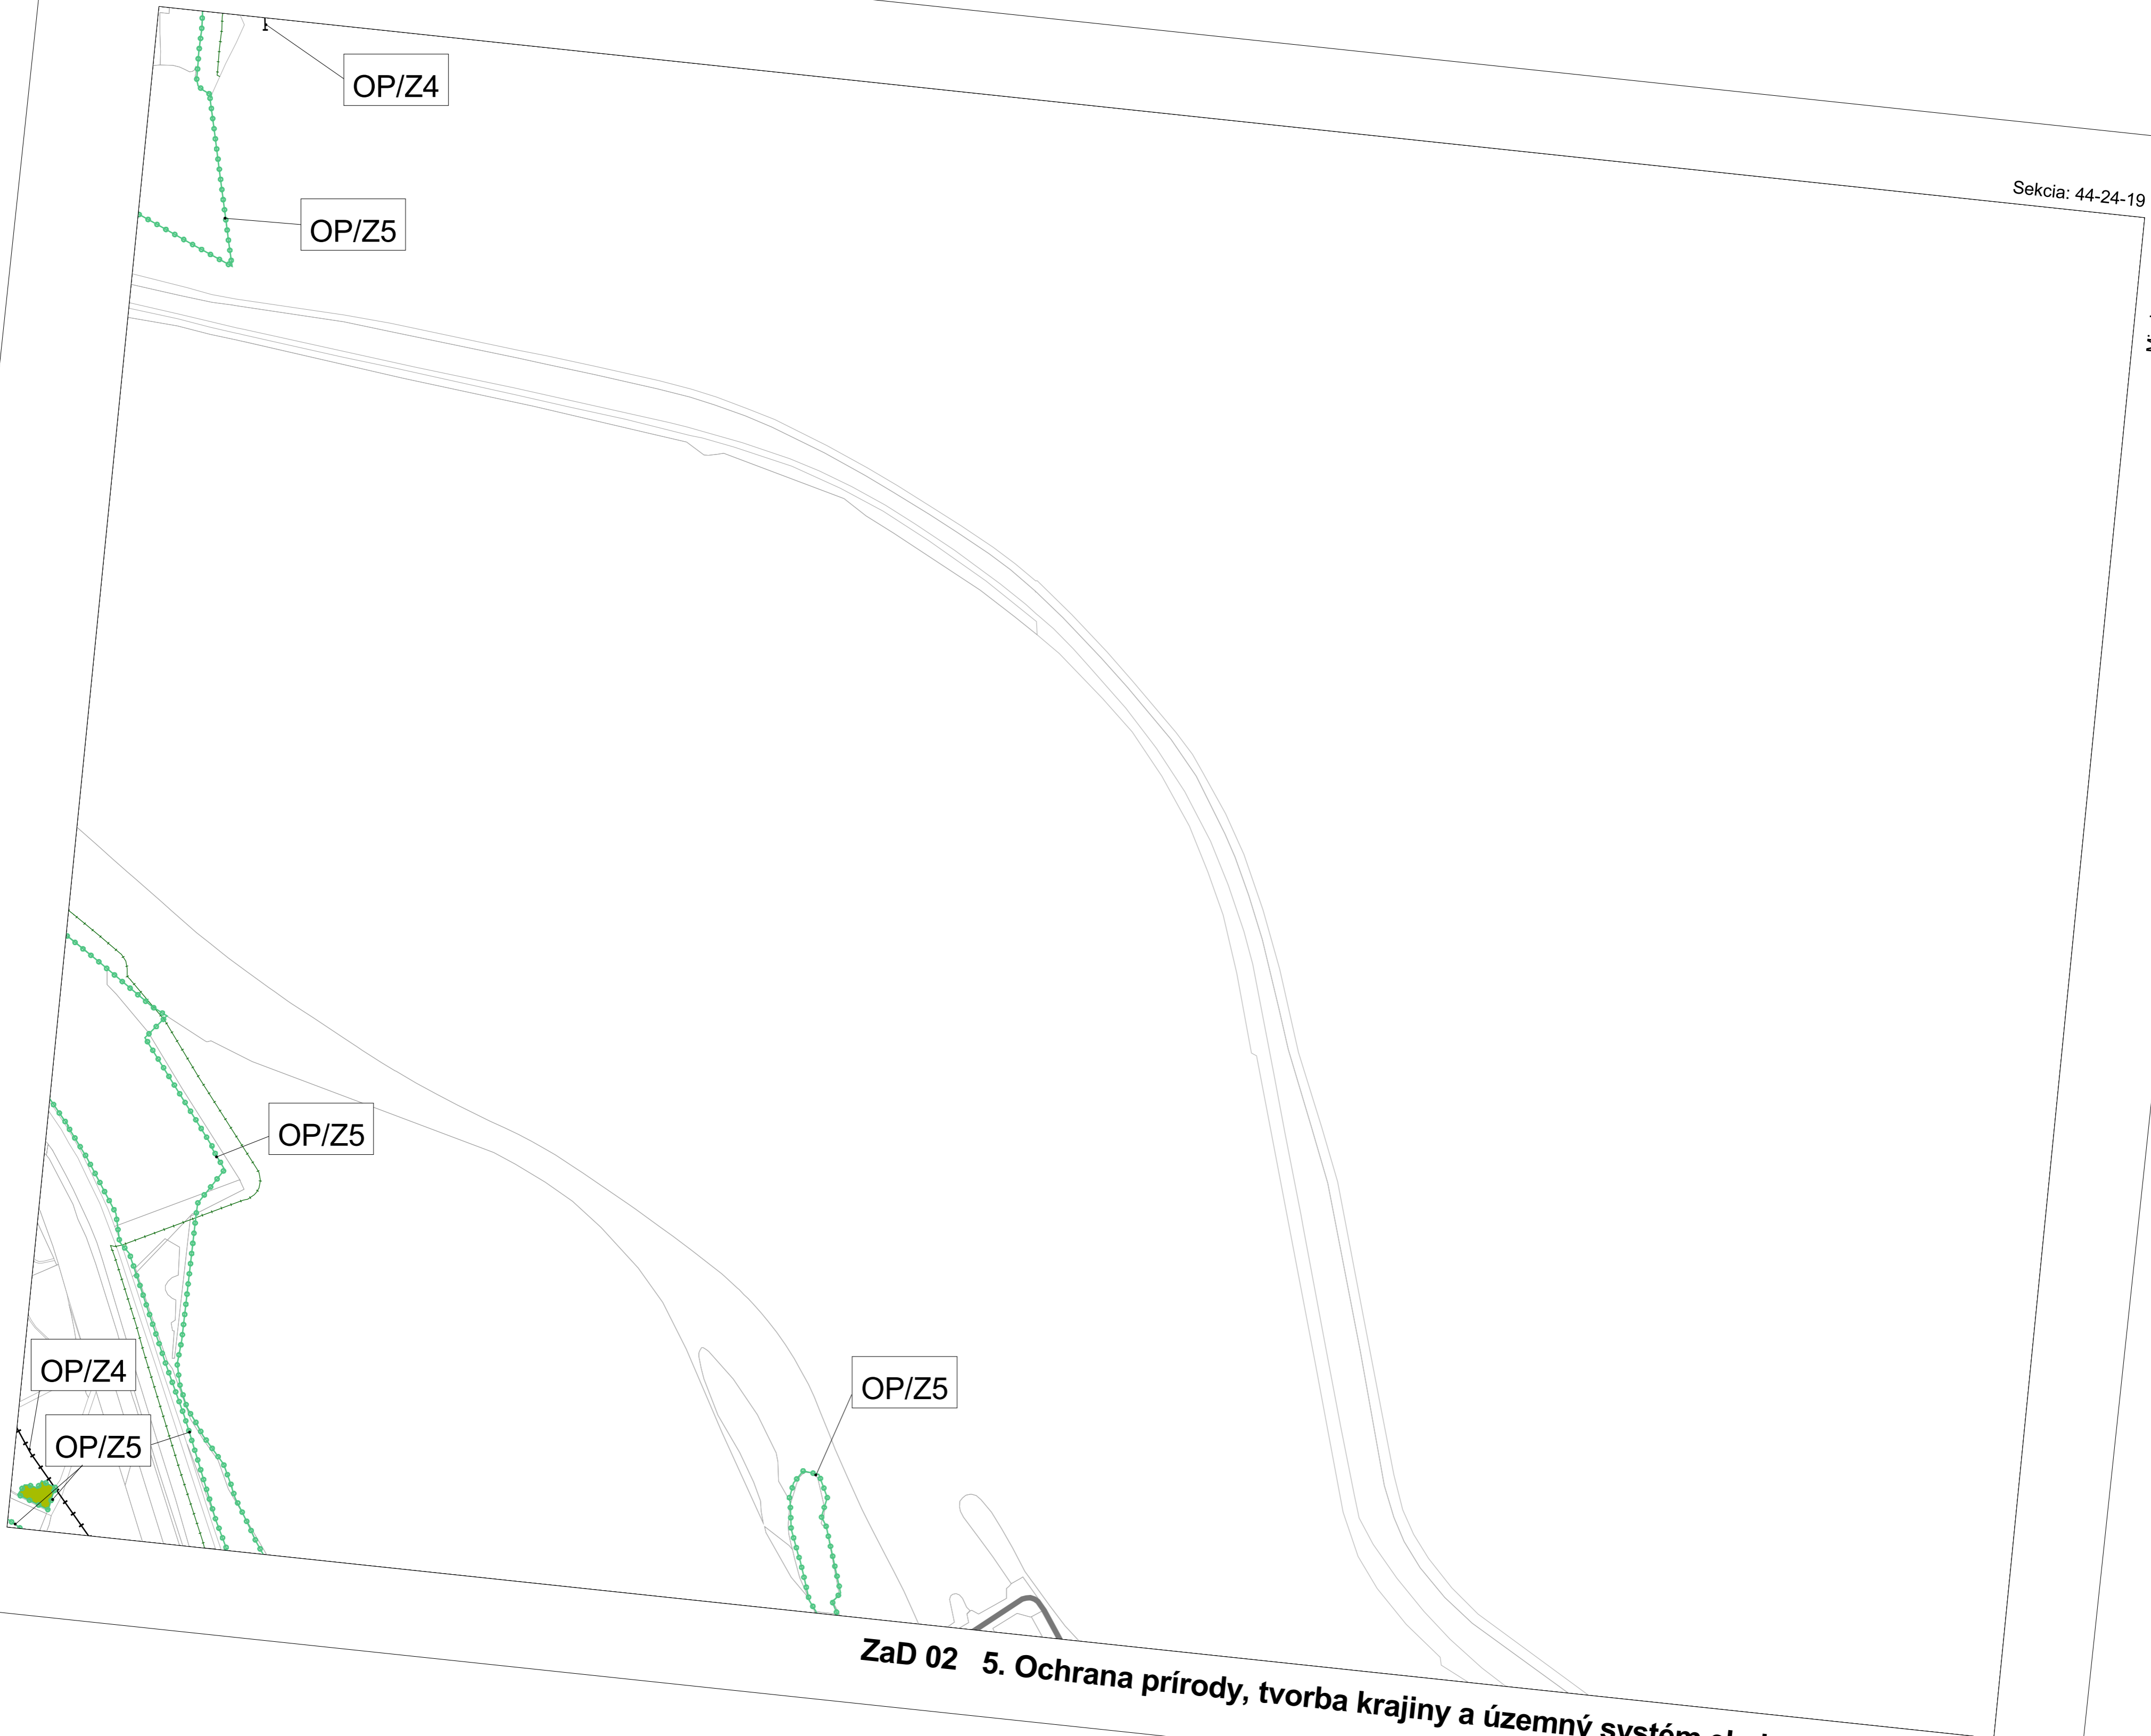 OP/Z4
Sekcia: 44-24-19
OP/Z5
OP/Z5
OP/Z4
OP/Z5
OP/Z5
ZaD 02 5. Ochrana prírody, tvorba krajiny a územný systém